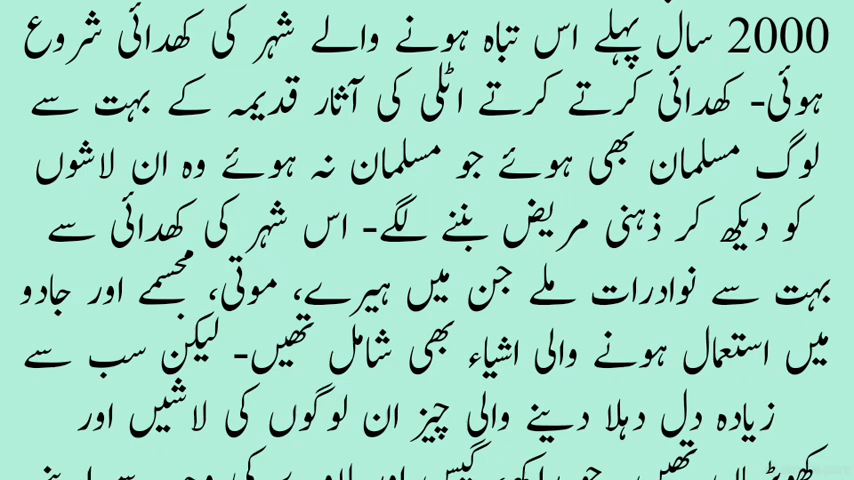 2000 سال پہلے اس تباہ ہونے والے شہر کی کھدائی شروع
ہوئی- کھدائی کرتے کرتے اٹلی کی آثار قدیمہ کے بہت سے
لوگ مسلمان بھی ہوئے جو مسلمان نہ ہوئے وہ ان لاشوں
کو دیکھ کر ذہنی مریض بننے لگے- اس شہر کی کھدائی سے
بہت سے نوادرات ملے جن میں ہیرے، موتی، مجسمے اور جادو
میں استعمال ہونے والی اشیاء بھی شامل تھیں- لیکن سب سے
زیادہ دل دہلا دینے والی چیز ان لوگوں کی لاشیں اور